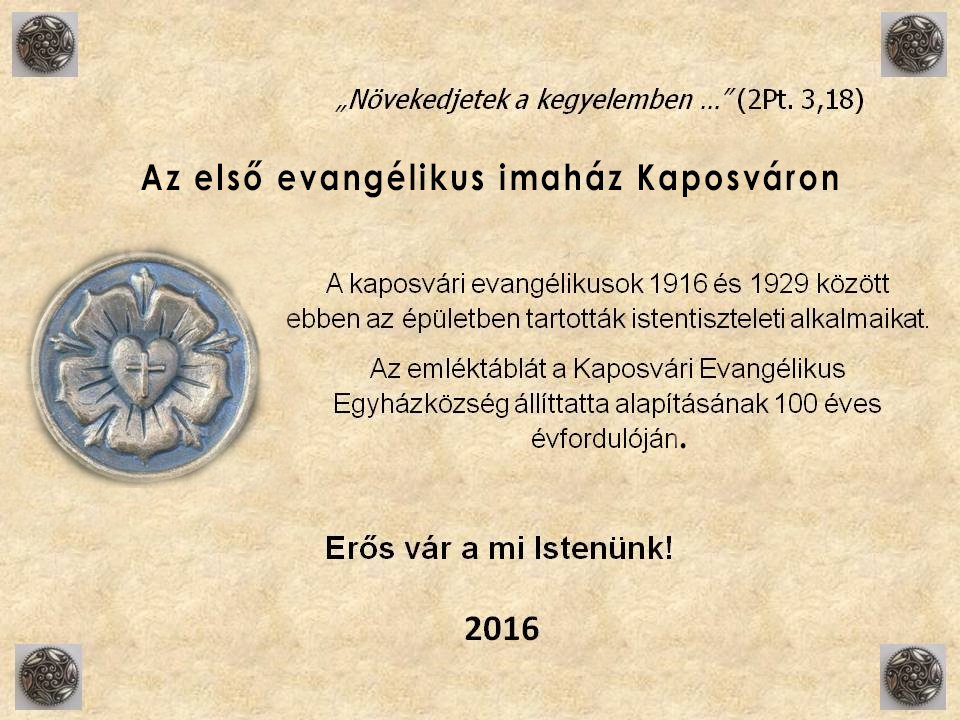 „Növekedjetek a kegyelemben ...” (2Pt. 3,18)
Az első evangélikus imaház Kaposváron
A kaposvári evangélikusok 1916 és 1929 között
ebben az épületben tartották istentiszteleti alkalmaikat.
Az emléktáblát a Kaposvári Evangélikus
Egyházközség állíttatta alapításának 100 éves
évfordulóján.
Erős vár a mi Istenünk!
2016